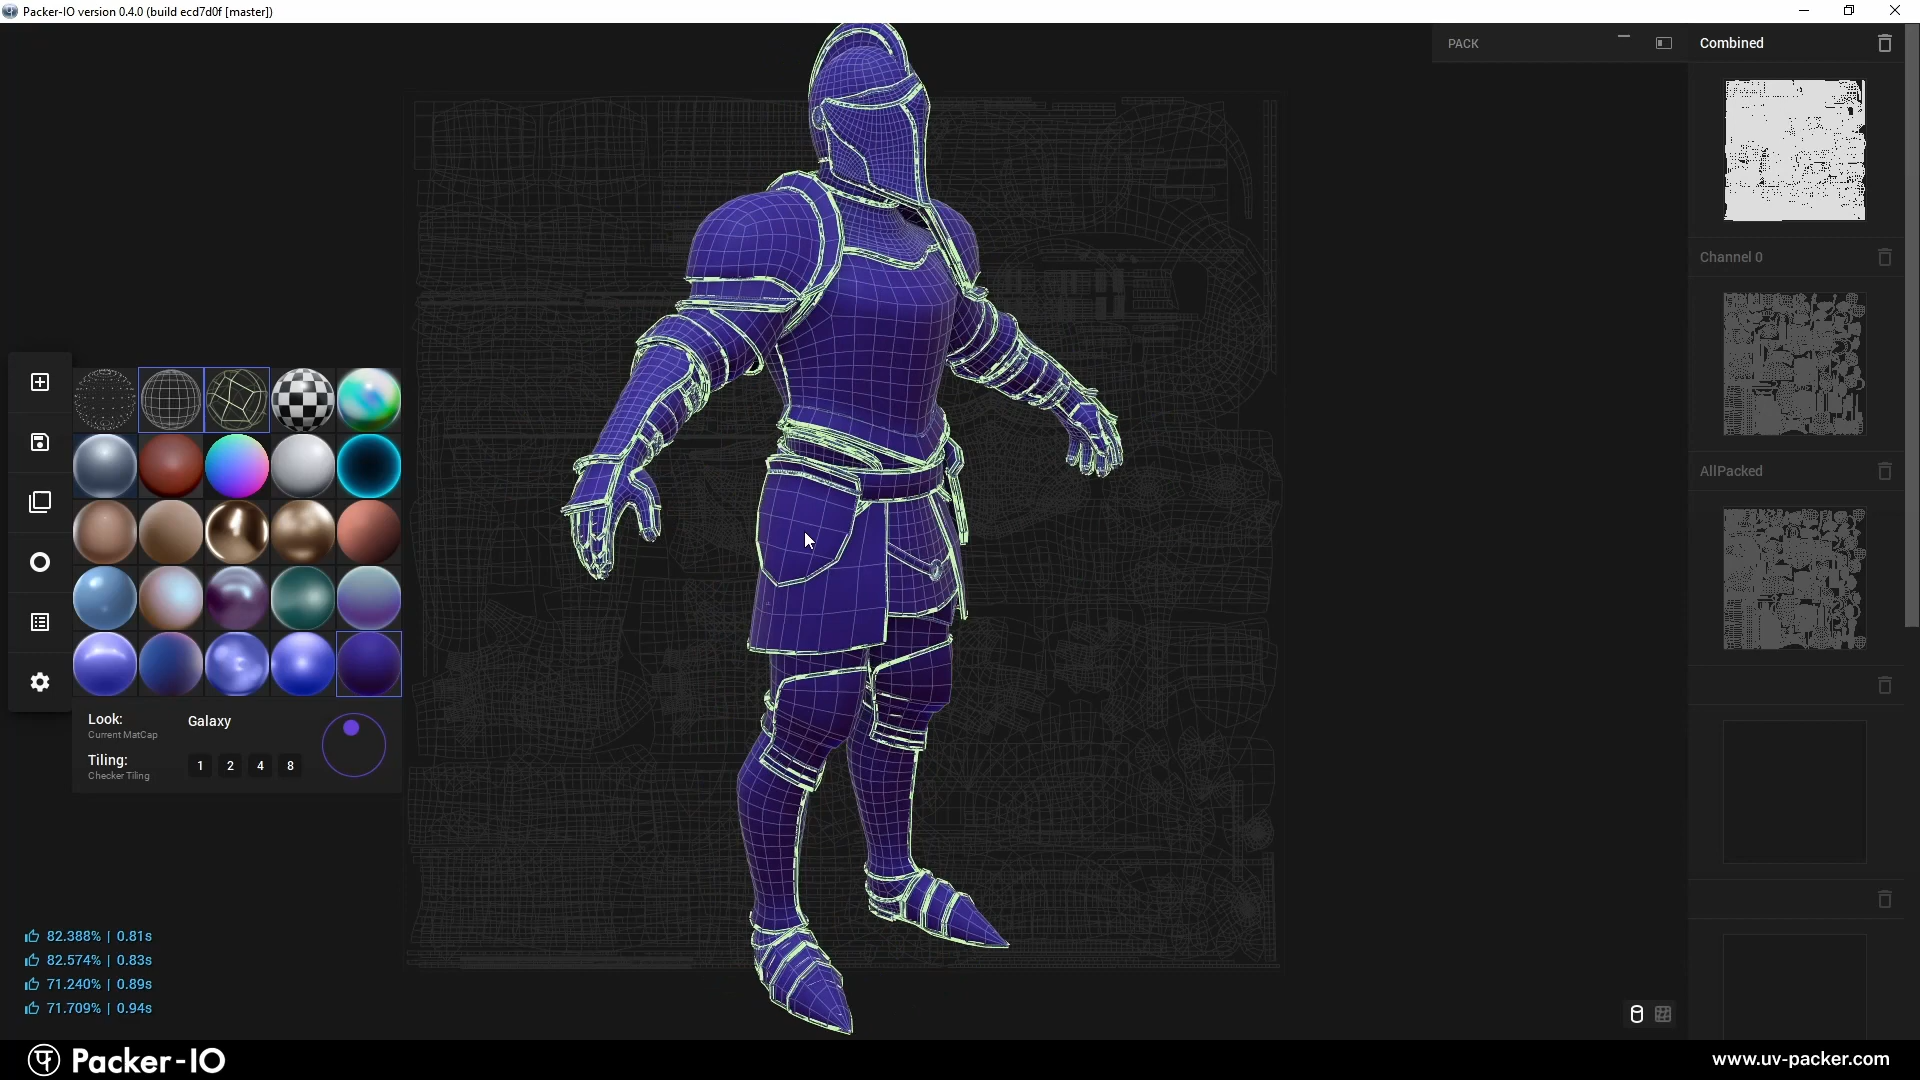 Packer-IO version 0.4.0 (build ecd7d0f [master])
PACK
Combined
Channel 0
AllPacked
Look:
Current MatCap
Galaxy
Tiling:
Checker Tiling
1 2 4 8
82.388% | 0.81s
82.574% | 0.83s
71.240% | 0.89s
71.709% | 0.94s
Packer-IO
www.uv-packer.com